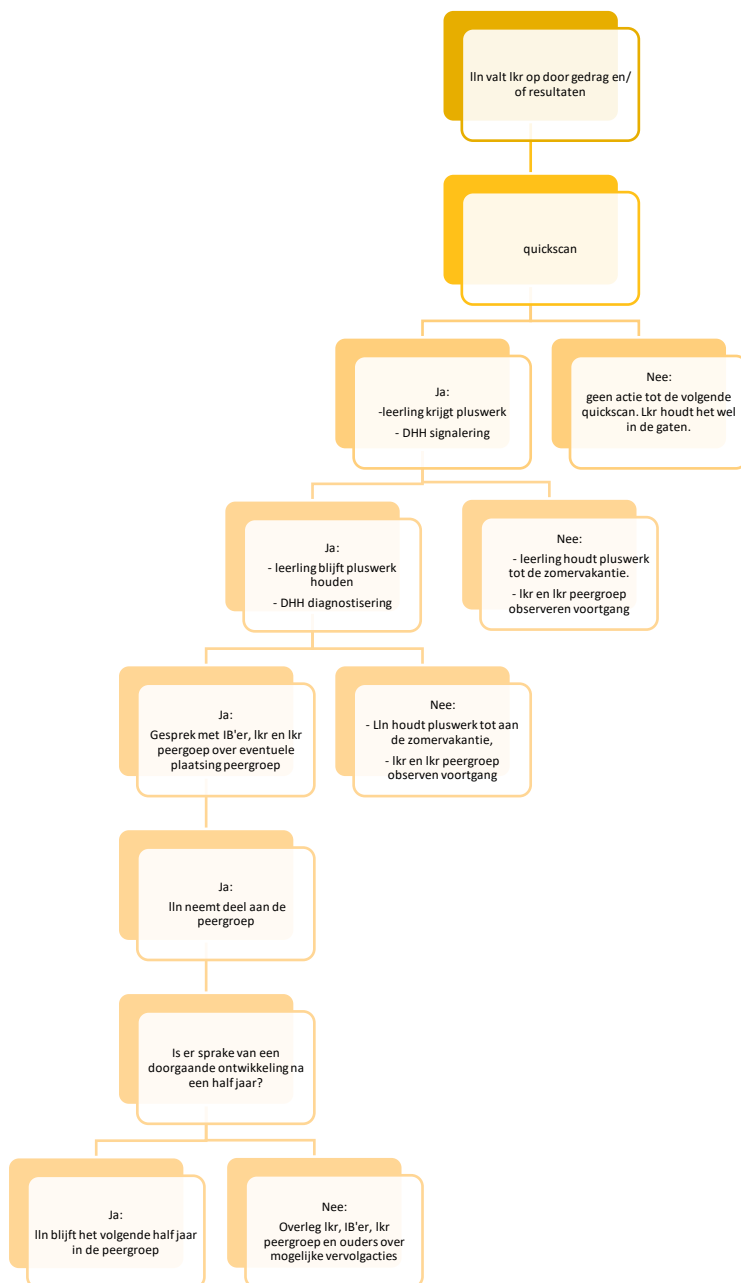 lln valt lkr op door gedrag en/
of resultaten
quickscan
Ja:
-leerling krijgt pluswerk
- DHH signalering
Nee:
geen actie tot de volgende
quickscan. Lkr houdt het wel
in de gaten.
Ja:
- leerling blijft pluswerk
houden
- DHH diagnostisering
Nee:
- leerling houdt pluswerk
tot de zomervakantie.
- lkr en lkr peergroep
observeren voortgang
Ja:
Gesprek met IB'er, lkr en lkr
peergoep over eventuele
plaatsing peergroep
Nee:
- Lln houdt pluswerk tot aan
de zomervakantie,
- lkr en lkr peergroep
observen voortgang
Ja:
lln neemt deel aan de
peergroep
Is er sprake van een
doorgaande ontwikkeling na
een half jaar?
Ja:
lln blijft het volgende half jaar
in de peergroep
Nee:
Overleg lkr, IB'er, lkr
peergroep en ouders over
mogelijke vervolgacties